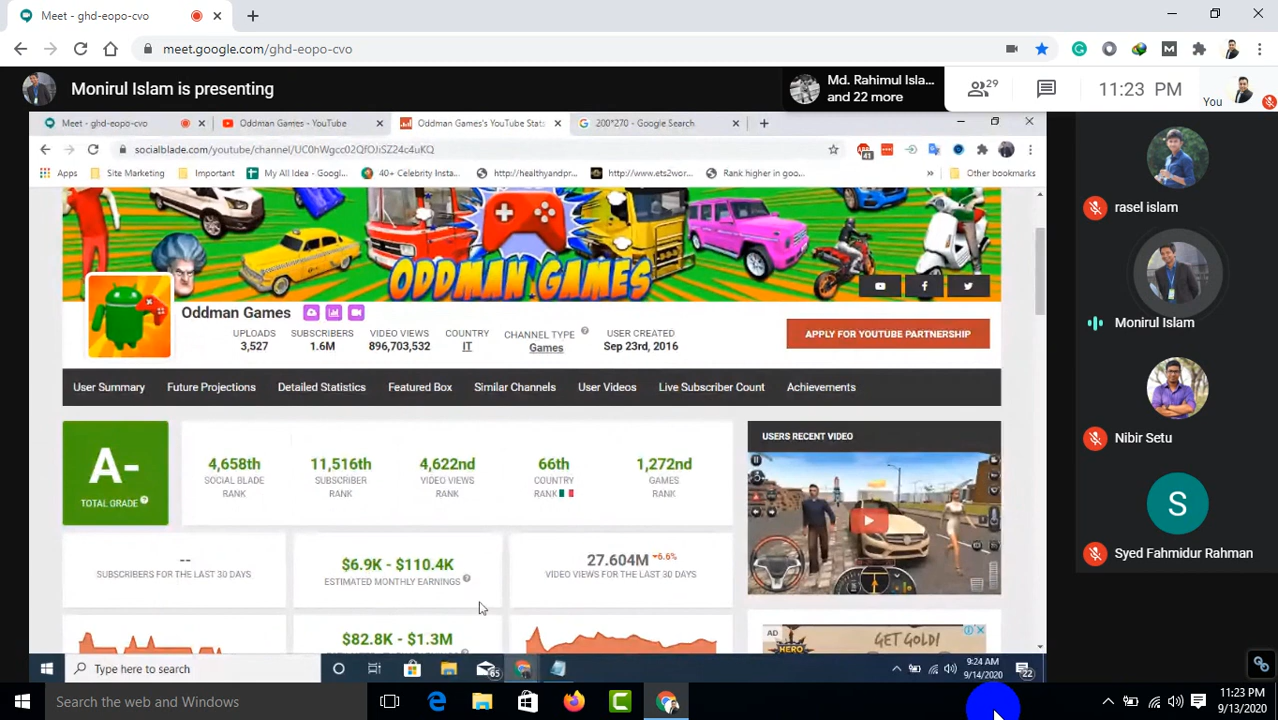 Meet - ghd-eopo-cvo
meet.google.com/ghd-eopo-cvo
Monirul Islam is presenting
Md. Rahimul Isla...
and 22 more
29
11:23 PM
You
Meet - ghd-eopo-cvo
Oddman Games - YouTube
Oddman Games's YouTube Stats
200*270 - Google Search
socialblade.com/youtube/channel/UC0hWgcc02QfOJrSZ24c4uKQ
41
Apps
Site Marketing
Important
My All Idea - Googl...
40+ Celebrity Insta...
http://healthyandpr...
http://www.ets2wor...
Rank higher in goo...
Other bookmarks
ODDMAN GAMES
Oddman Games
UPLOADS
3,527
SUBSCRIBERS
1.6M
VIDEO VIEWS
896,703,532
COUNTRY
IT
CHANNEL TYPE
Games
USER CREATED
Sep 23rd, 2016
APPLY FOR YOUTUBE PARTNERSHIP
User Summary
Future Projections
Detailed Statistics
Featured Box
Similar Channels
User Videos
Live Subscriber Count
Achievements
A-
TOTAL GRADE
4,658th
SOCIAL BLADE
RANK
11,516th
SUBSCRIBER
RANK
4,622nd
VIDEO VIEWS
RANK
66th
COUNTRY
RANK
1,272nd
GAMES
RANK
USERS RECENT VIDEO
--
SUBSCRIBERS FOR THE LAST 30 DAYS
$6.9K - $110.4K
ESTIMATED MONTHLY EARNINGS
27.604M -6.6%
VIDEO VIEWS FOR THE LAST 30 DAYS
$82.8K - $1.3M
AD
HERO
GET GOLD!
rasel islam
Monirul Islam
Nibir Setu
S
Syed Fahmidur Rahman
Type here to search
65
9:24 AM
9/14/2020
22
Search the web and Windows
11:23 PM
9/13/2020